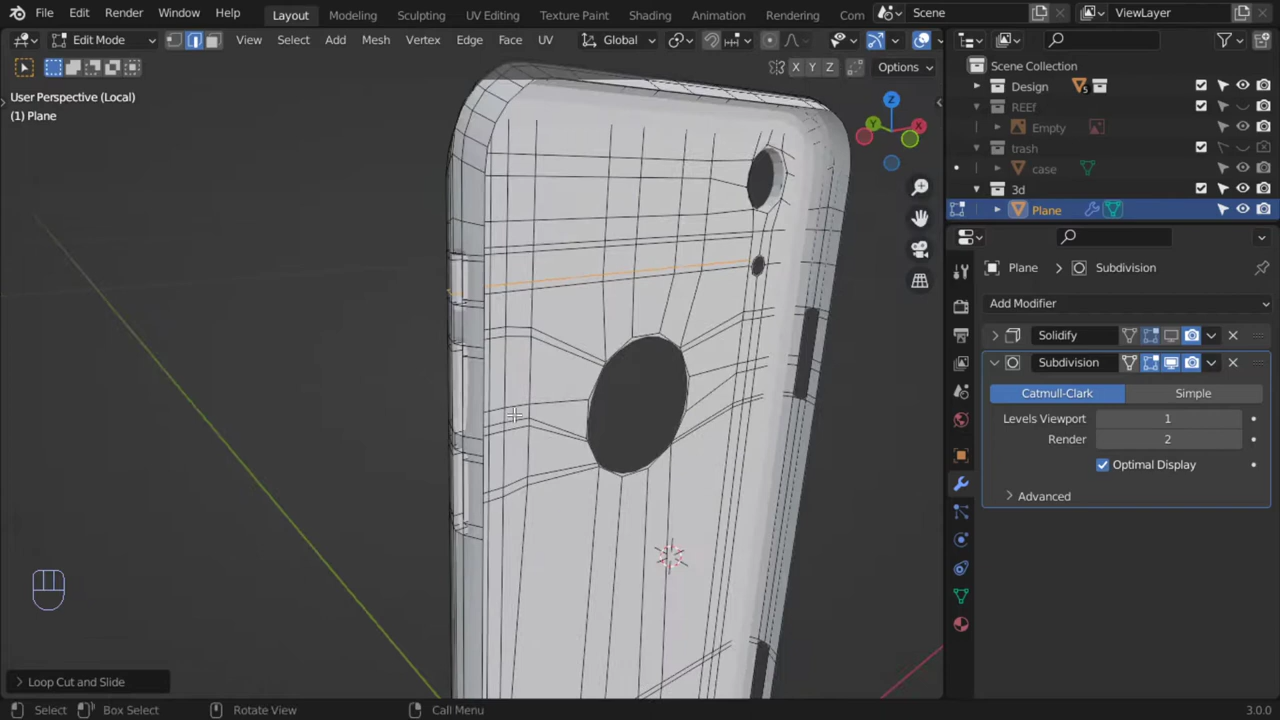 File Edit Render Window Help Layout Modeling Sculpting UV Editing Texture Paint Shading Animation Rendering Com Scene ViewLayer
Edit Mode View Select Add Mesh Vertex Edge Face UV Global
X Y Z Options
Scene Collection
User Perspective (Local)
(1) Plane
Design 5
REEf
Empty
trash
case
3d
Plane
Z
Y
X
Plane Subdivision
Add Modifier
Solidify
Subdivision
Catmull-Clark Simple
Levels Viewport 1
Render 2
Optimal Display
Advanced
Loop Cut and Slide
Select Box Select Rotate View Call Menu 3.0.0